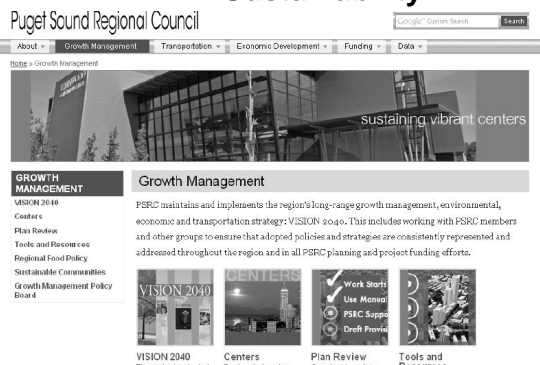 Puget Sound Regional Council
Google™ Custom Search
Search
About
Growth Management
Transportation
Economic Development
Funding
Data
Home » Growth Management
sustaining vibrant centers
GROWTH
MANAGEMENT
VISION 2040
Centers
Plan Review
Tools and Resources
Regional Food Policy
Sustainable Communities
Growth Management Policy
Board
Growth Management
PSRC maintains and implements the region's long-range growth management, environmental,
economic and transportation strategy: VISION 2040. This includes working with PSRC members
and other groups to ensure that adopted policies and strategies are consistently represented and
addressed throughout the region and in all PSRC planning and project funding efforts.
VISION 2040
CENTERS
Work Starts
Use Manual
PSRC Suppo
Draft Provisi
VISION 2040
Centers
Plan Review
Tools and